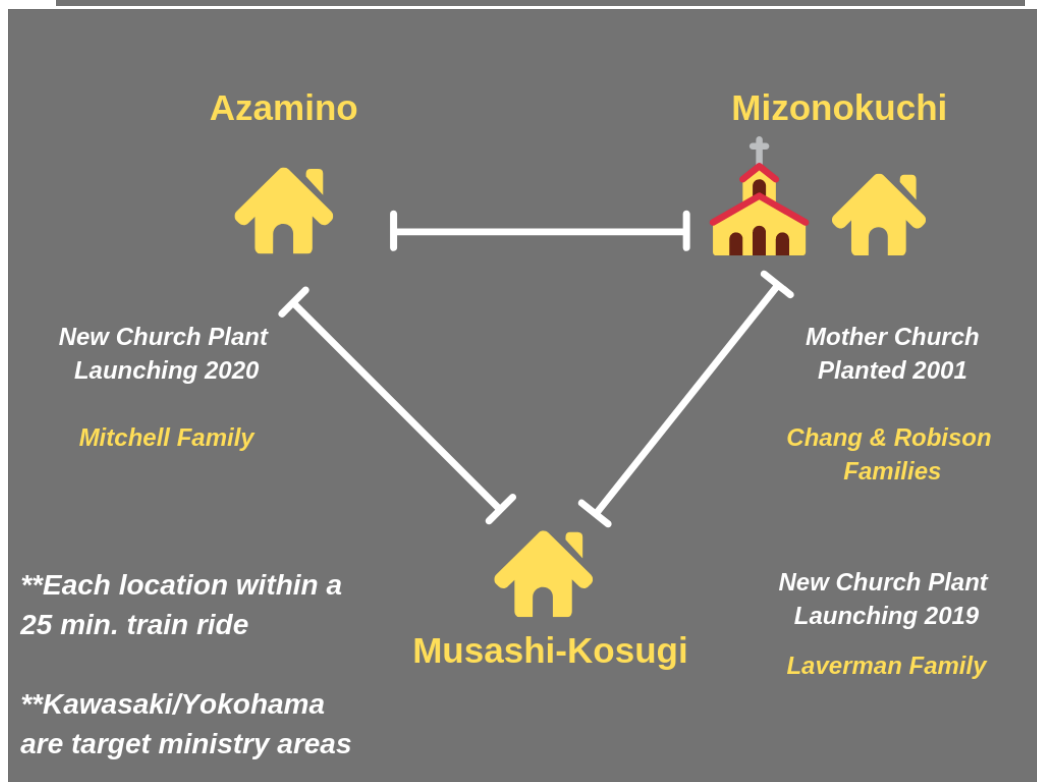 Azamino
Mizonokuchi
New Church Plant
Launching 2020
Mitchell Family
Mother Church
Planted 2001
Chang & Robison
Families
**Each location within a
25 min. train ride
**Kawasaki/Yokohama
are target ministry areas
Musashi-Kosugi
New Church Plant
Launching 2019
Laverman Family